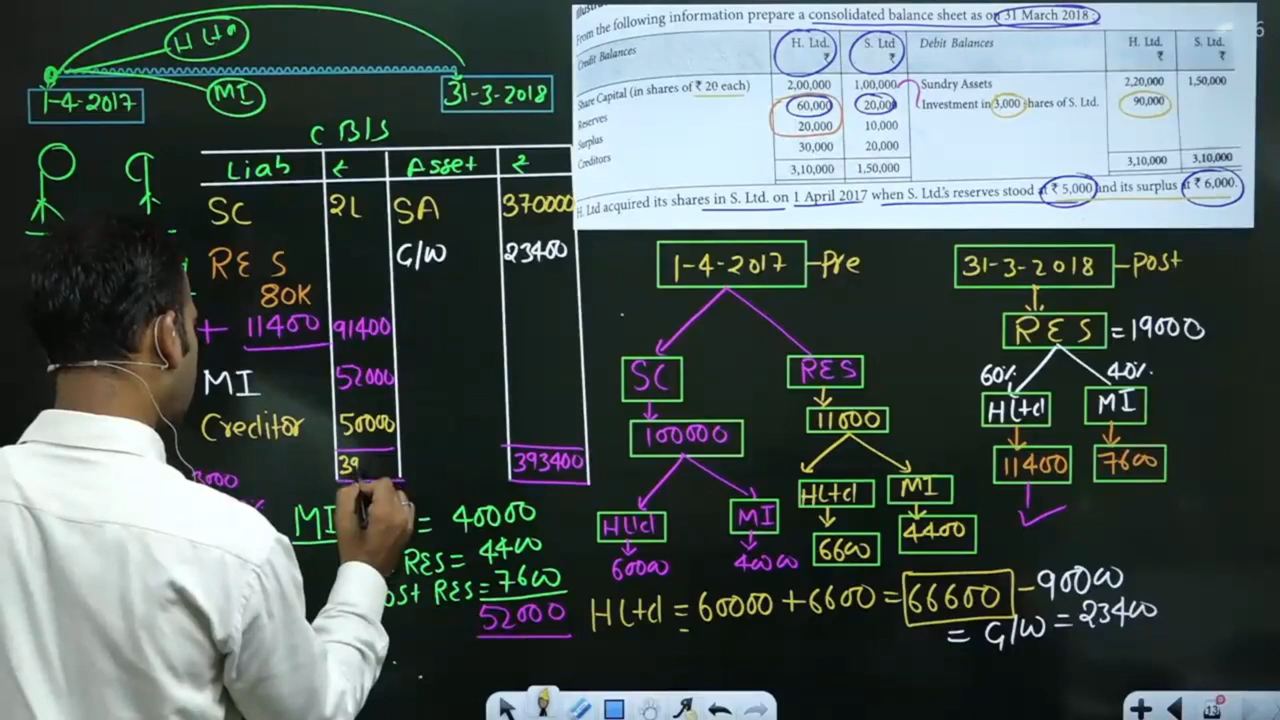 H Ltd
MI
1-4-2017
31-3-2018
From the following information prepare a consolidated balance sheet as on 31 March 2018 :
Credit Balances H. Ltd. ₹ S. Ltd ₹ Debit Balances H. Ltd. ₹ S. Ltd. ₹
Share Capital (in shares of ₹ 20 each) 2,00,000 1,00,000 Sundry Assets 2,20,000 1,50,000
Reserves 60,000 20,000 Investment in 3,000 shares of S. Ltd. 90,000
Surplus 20,000 10,000
Creditors 30,000 20,000
3,10,000 1,50,000 3,10,000 3,10,000
H. Ltd acquired its shares in S. Ltd. on 1 April 2017 when S. Ltd.'s reserves stood at ₹ 5,000 and its surplus at ₹ 6,000.
6
CB/S
Liab ₹ Asset ₹
SC 2L SA 370000
RES G/W 23400
80K
+ 11400 91400
MI 52000
Creditor 50000
39 393400
MI = 40000
RES = 4400
ost RES = 7600
52000
1-4-2017 - Pre
SC RES
100000 11000
H Ltd MI
60000 40000
H Ltd MI
6600 4400
31-3-2018 - Post
RES = 19000
60% 40%
H Ltd MI
11400 7600
H Ltd = 60000 + 6600 = 66600 - 90000
= G/W = 23400
13